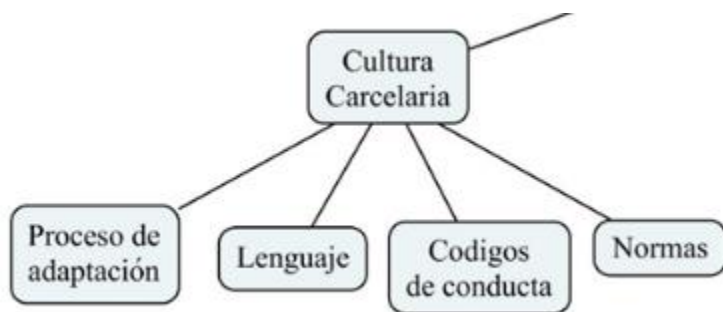 Cultura
Carcelaria
Proceso de
adaptación
Lenguaje
Codigos
de conducta
Normas